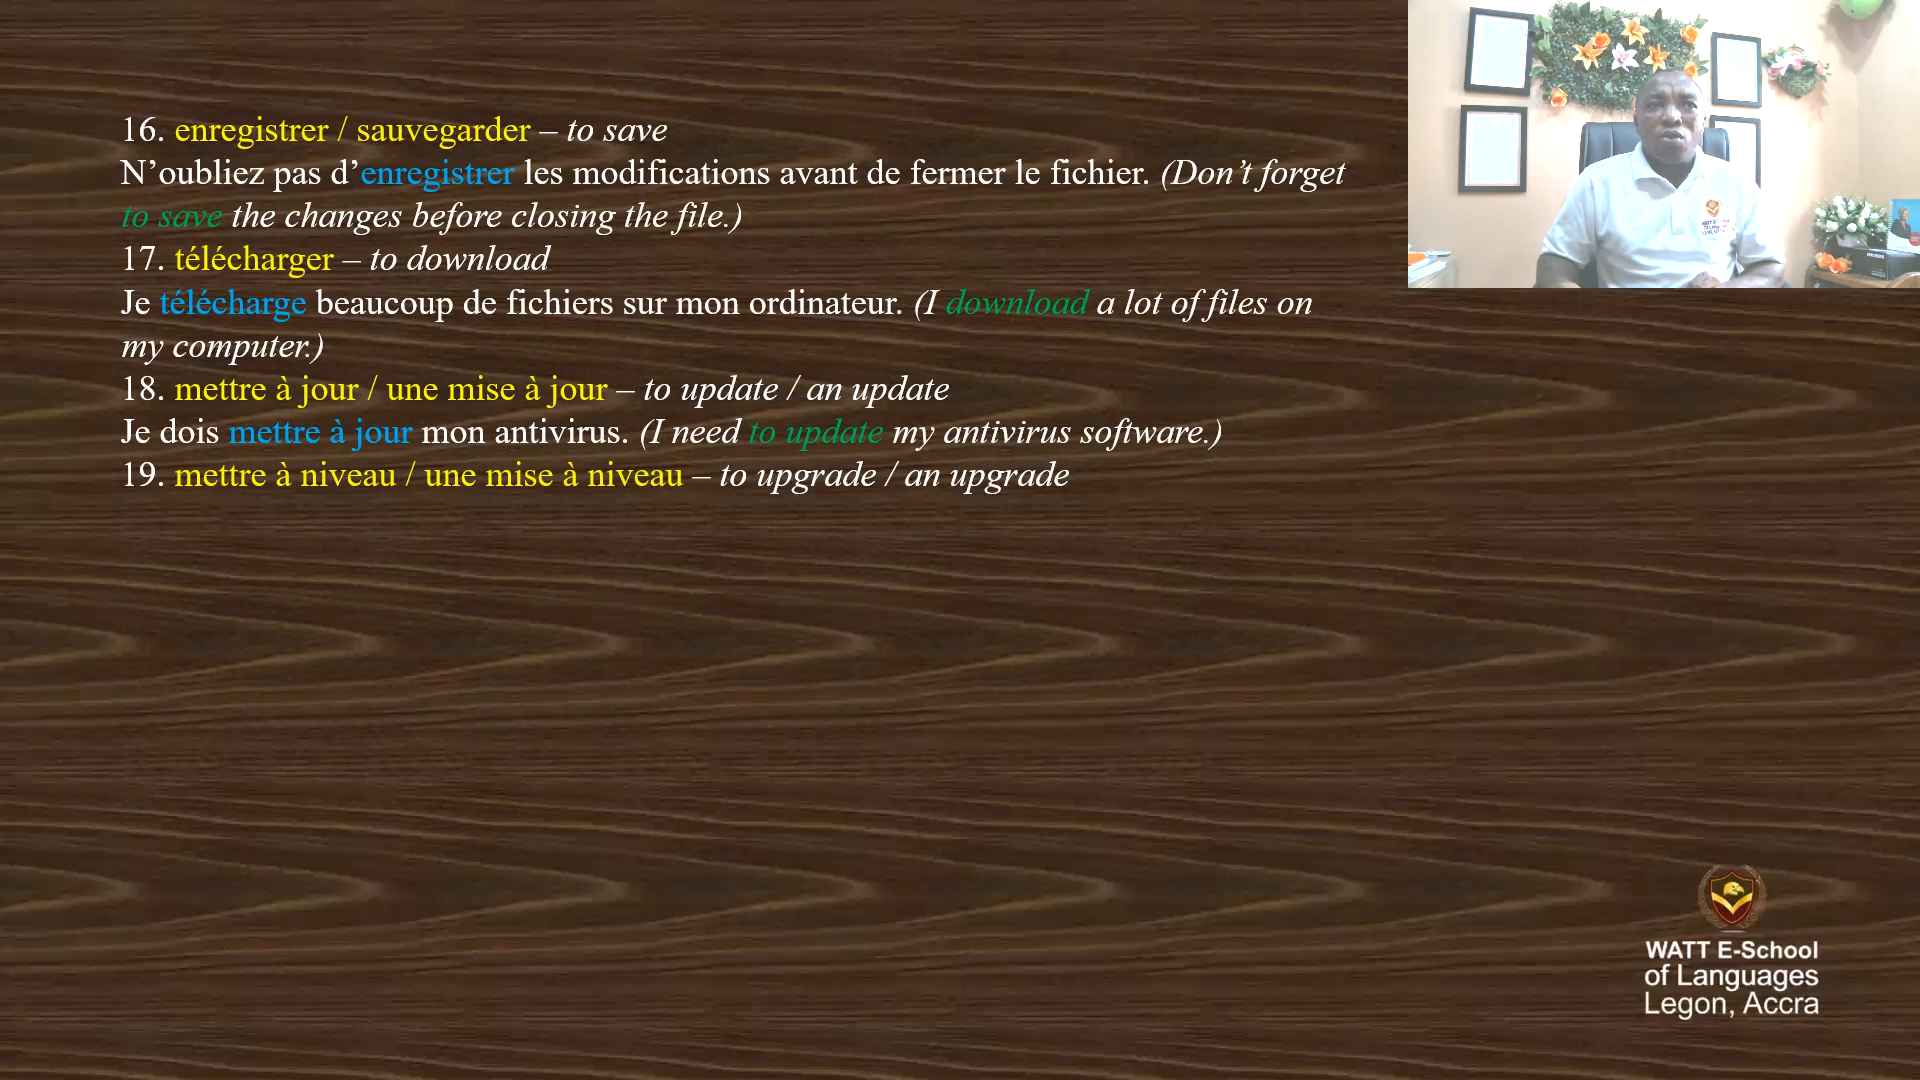 16. enregistrer / sauvegarder – to save
N’oubliez pas d’enregistrer les modifications avant de fermer le fichier. (Don’t forget
to save the changes before closing the file.)
17. télécharger – to download
Je télécharge beaucoup de fichiers sur mon ordinateur. (I download a lot of files on
my computer.)
18. mettre à jour / une mise à jour – to update / an update
Je dois mettre à jour mon antivirus. (I need to update my antivirus software.)
19. mettre à niveau / une mise à niveau – to upgrade / an upgrade
WATT E-School
of Languages
Legon, Accra